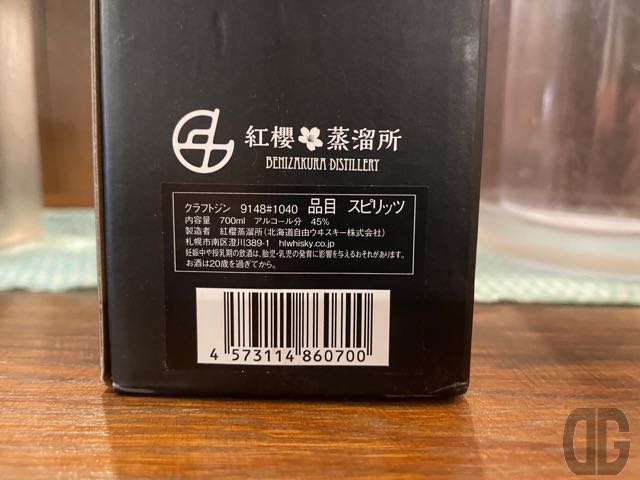 紅櫻蒸溜所
BENIZAKURA DISTILLERY
クラフトジン 9148#1040 品目 スピリッツ
内容量 700ml アルコール分 45%
製造者 紅櫻蒸溜所(北海道自由ウヰスキー株式会社)
札幌市南区澄川389-1 hlwhisky.co.jp
妊娠中や授乳期の飲酒は、胎児・乳児の発育に影響を与えるおそれがあります。
お酒は20歳を過ぎてから。
4 573114 860700
DG